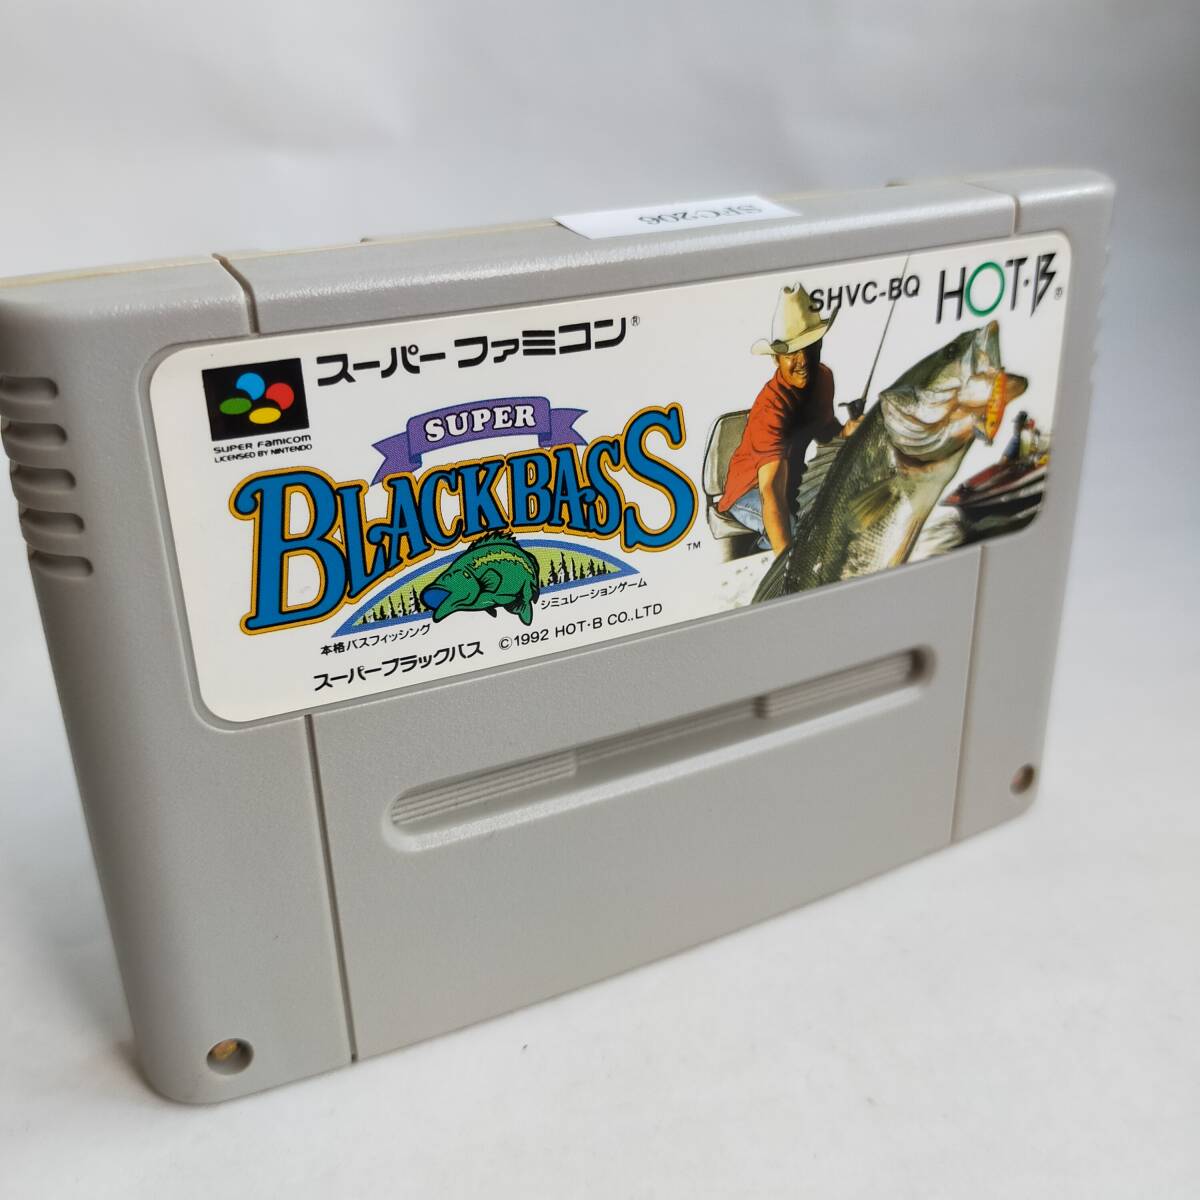 SFC206
スーパーファミコン®
SHVC-BQ
HOT·B®
SUPER FAMICOM
LICENSED BY NINTENDO
SUPER
BLACKBASS™
本格バスフィッシング
シミュレーションゲーム
スーパーブラックバス
©1992 HOT·B CO.,LTD